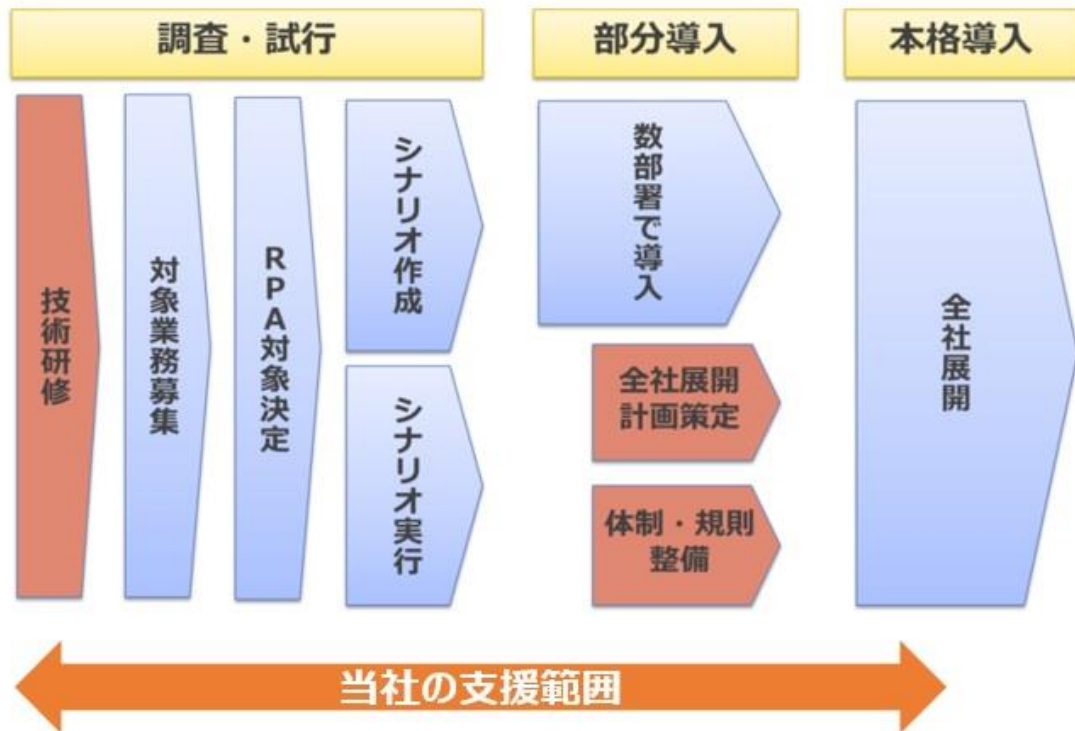 調査・試行
部分導入
本格導入
技術研修
対象業務募集
RPA対象決定
シナリオ作成
シナリオ実行
数部署で導入
全社展開
計画策定
体制・規則
整備
全社展開
当社の支援範囲